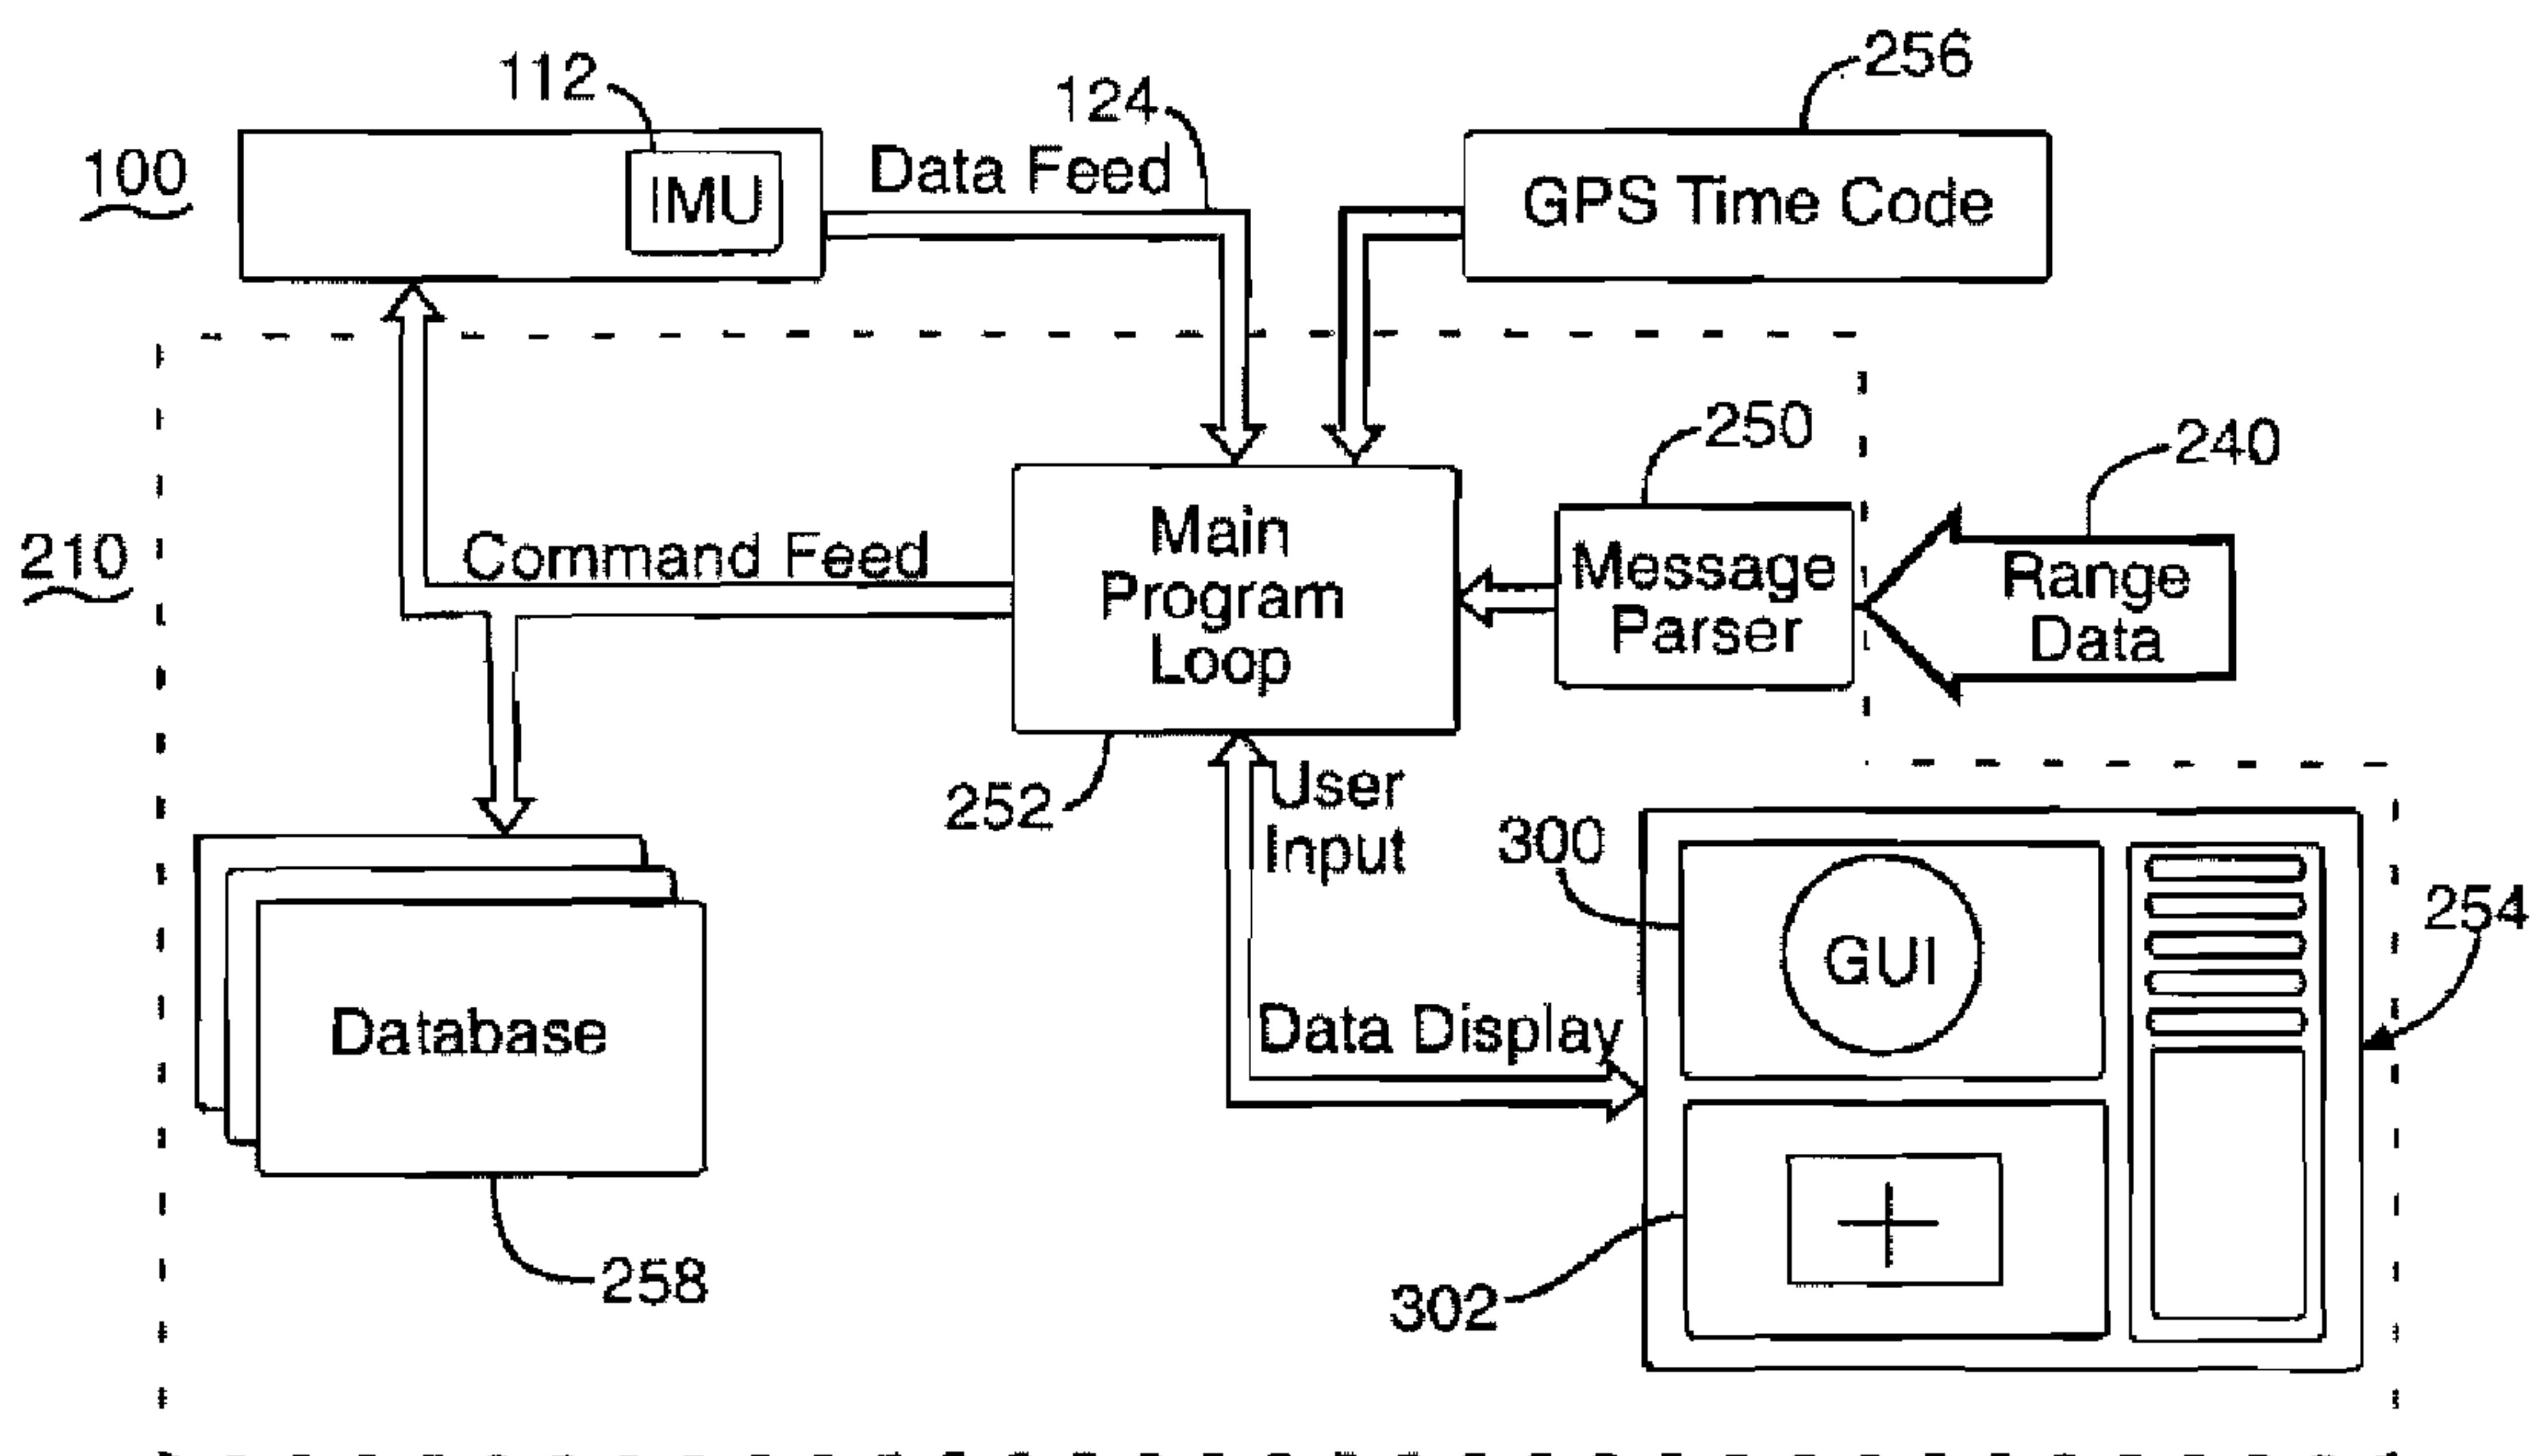 256
112
124
100
Data Feed
IMU
GPS Time Code
250
240
210
Command Feed
Main
Program
Loop
Message
Parser
Range
Data
252
User
Input
300
GUI
254
Database
Data Display
258
302